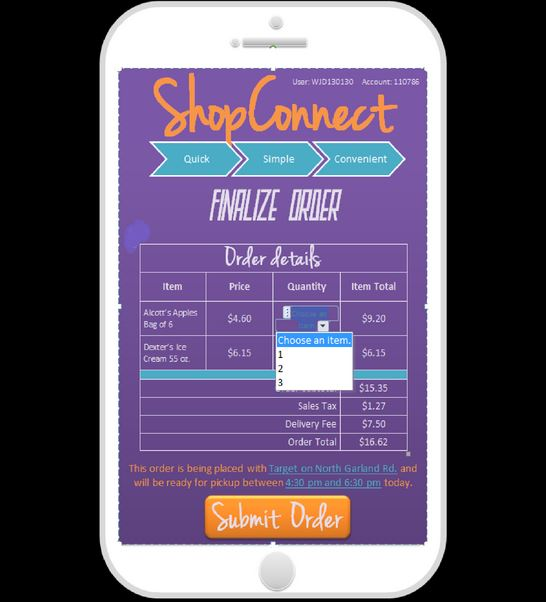 User: WJD130130 Account: 110786
ShopConnect
Quick Simple Convenient
FINALIZE ORDER
Order details
Item Price Quantity Item Total
Alcott's Apples
Bag of 6
$4.60
Choose an
item.
$9.20
Dexter's Ice
Cream 55 oz.
$6.15
$6.15
Choose an item.
1
2
3
$15.35
Sales Tax $1.27
Delivery Fee $7.50
Order Total $16.62
This order is being placed with Target on North Garland Rd. and
will be ready for pickup between 4:30 pm and 6:30 pm today.
Submit Order